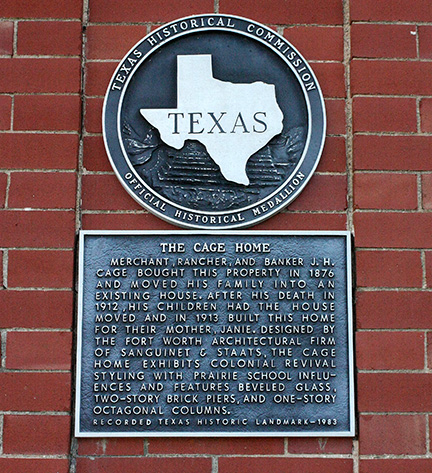 TEXAS HISTORICAL COMMISSION
TEXAS
OFFICIAL HISTORICAL MEDALLION
THE CAGE HOME
MERCHANT, RANCHER, AND BANKER J. H.
CAGE BOUGHT THIS PROPERTY IN 1876
AND MOVED HIS FAMILY INTO AN
EXISTING HOUSE. AFTER HIS DEATH IN
1912, HIS CHILDREN HAD THE HOUSE
MOVED AND IN 1913 BUILT THIS HOME
FOR THEIR MOTHER, JANIE. DESIGNED BY
THE FORT WORTH ARCHITECTURAL FIRM
OF SANGUINET & STAATS, THE CAGE
HOME EXHIBITS COLONIAL REVIVAL
STYLING WITH PRAIRIE SCHOOL INFLU-
ENCES AND FEATURES BEVELED GLASS,
TWO-STORY BRICK PIERS, AND ONE-STORY
OCTAGONAL COLUMNS.
RECORDED TEXAS HISTORIC LANDMARK-1983